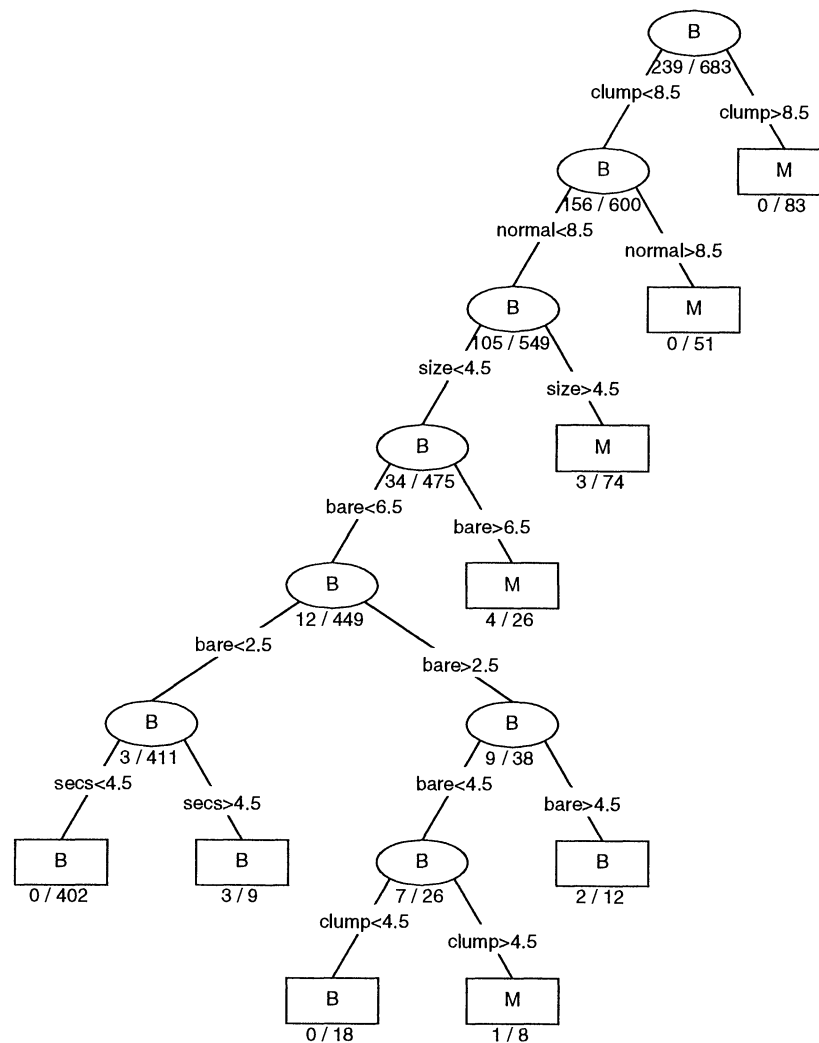 B
239 / 683
clump<8.5
clump>8.5
B
156 / 600
M
0 / 83
normal<8.5
normal>8.5
B
105 / 549
M
0 / 51
size<4.5
size>4.5
B
34 / 475
M
3 / 74
bare<6.5
bare>6.5
B
12 / 449
M
4 / 26
bare<2.5
bare>2.5
B
3 / 411
B
9 / 38
secs<4.5
secs>4.5
bare<4.5
bare>4.5
B
0 / 402
B
3 / 9
B
7 / 26
B
2 / 12
clump<4.5
clump>4.5
B
0 / 18
M
1 / 8